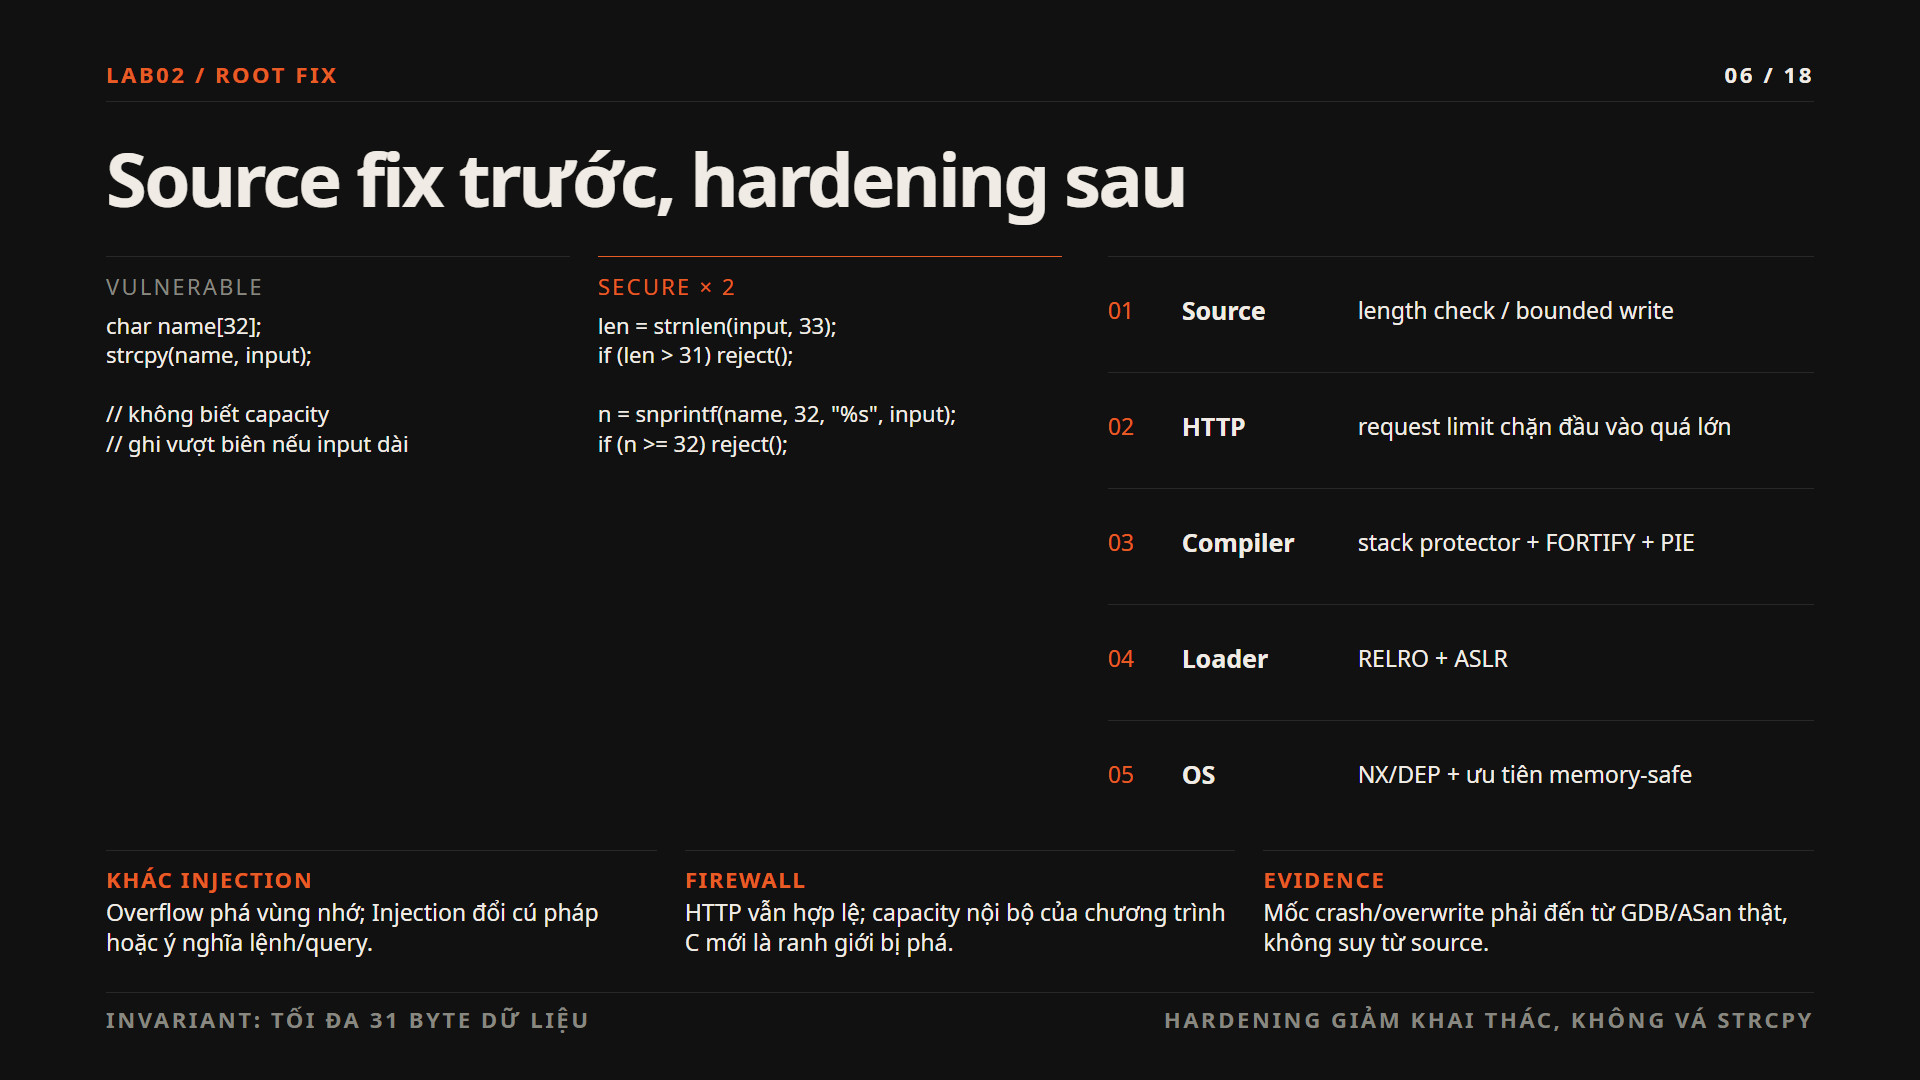 LAB02 / ROOT FIX
06 / 18
Source fix trước, hardening sau
VULNERABLE
char name[32];
strcpy(name, input);
// không biết capacity
// ghi vượt biên nếu input dài
SECURE × 2
len = strnlen(input, 33);
if (len > 31) reject();
n = snprintf(name, 32, "%s", input);
if (n >= 32) reject();
01 Source length check / bounded write
02 HTTP request limit chặn đầu vào quá lớn
03 Compiler stack protector + FORTIFY + PIE
04 Loader RELRO + ASLR
05 OS NX/DEP + ưu tiên memory-safe
KHÁC INJECTION
Overflow phá vùng nhớ; Injection đổi cú pháp
hoặc ý nghĩa lệnh/query.
FIREWALL
HTTP vẫn hợp lệ; capacity nội bộ của chương trình
C mới là ranh giới bị phá.
EVIDENCE
Mốc crash/overwrite phải đến từ GDB/ASan thật,
không suy từ source.
INVARIANT: TỐI ĐA 31 BYTE DỮ LIỆU
HARDENING GIẢM KHAI THÁC, KHÔNG VÁ STRCPY